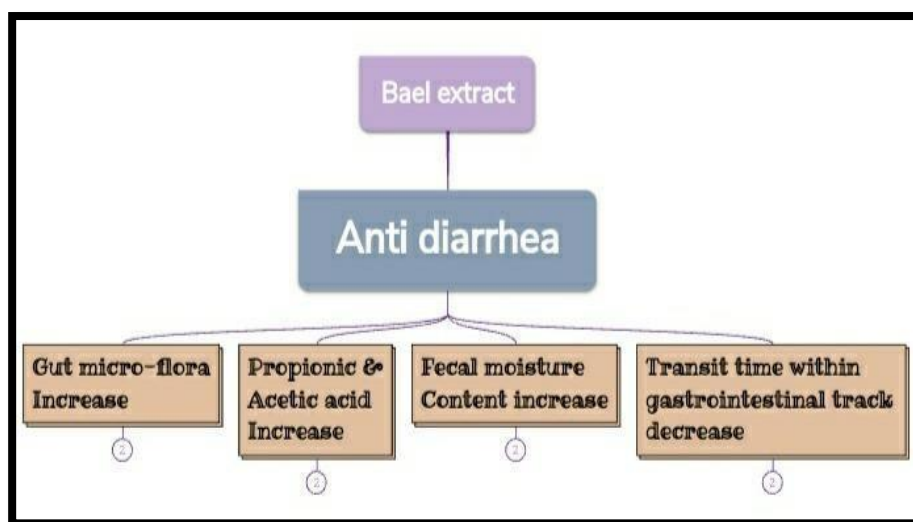 Bael extract
Anti diarrhea
Gut micro-flora
Increase
Propionic &
Acetic acid
Increase
Fecal moisture
Content increase
Transit time within
gastrointestinal track
decrease
2
2
2
2